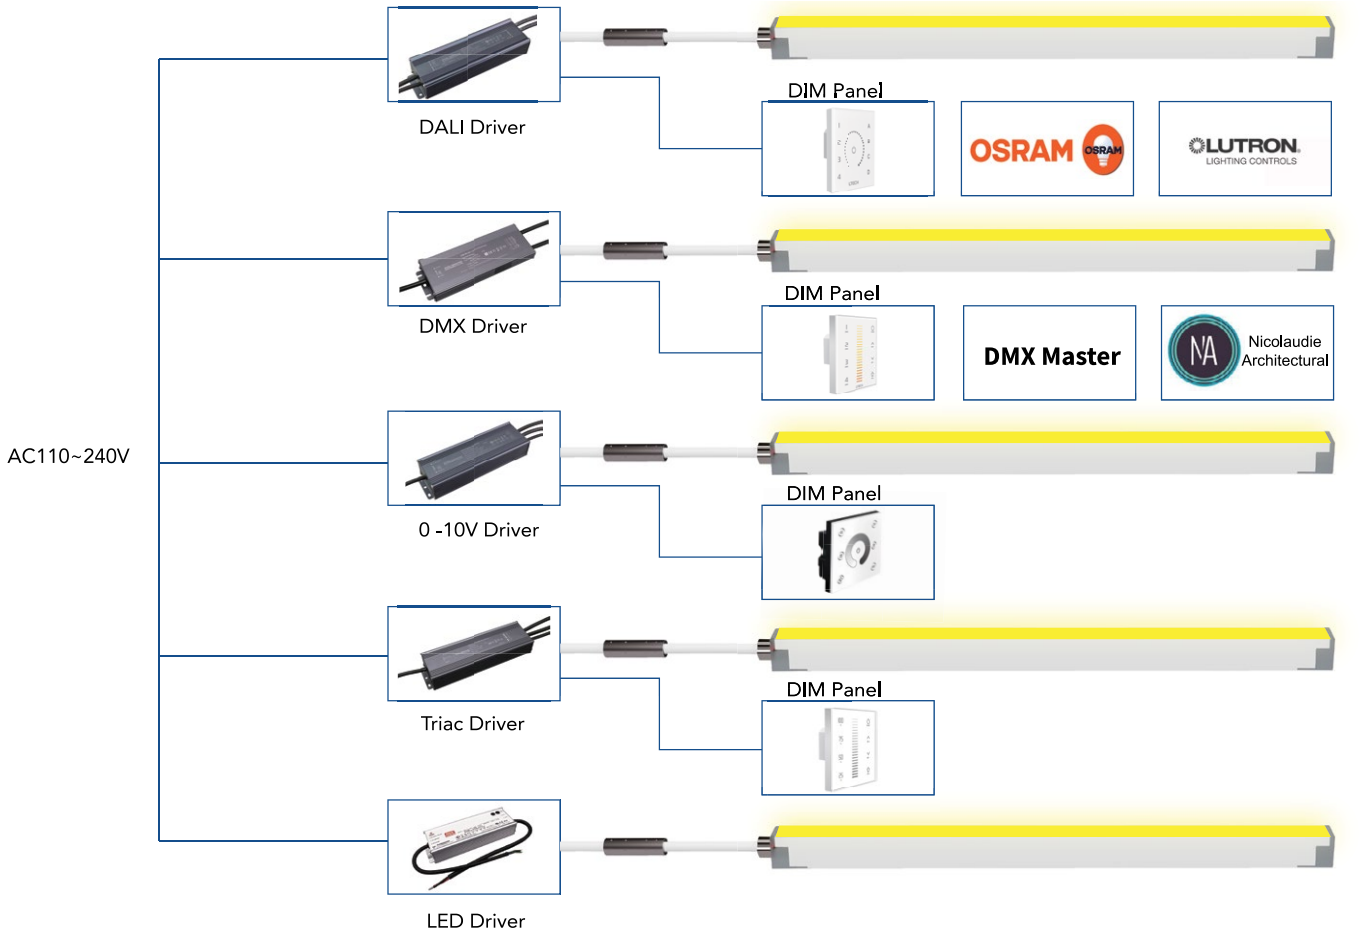 DIM Panel
DALI Driver
OSRAM
OSRAM
LUTRON
LIGHTING CONTROLS
DIM Panel
DMX Driver
DMX Master
NA
Nicolaudie
Architectural
AC110~240V
DIM Panel
0 -10V Driver
DIM Panel
Triac Driver
LED Driver